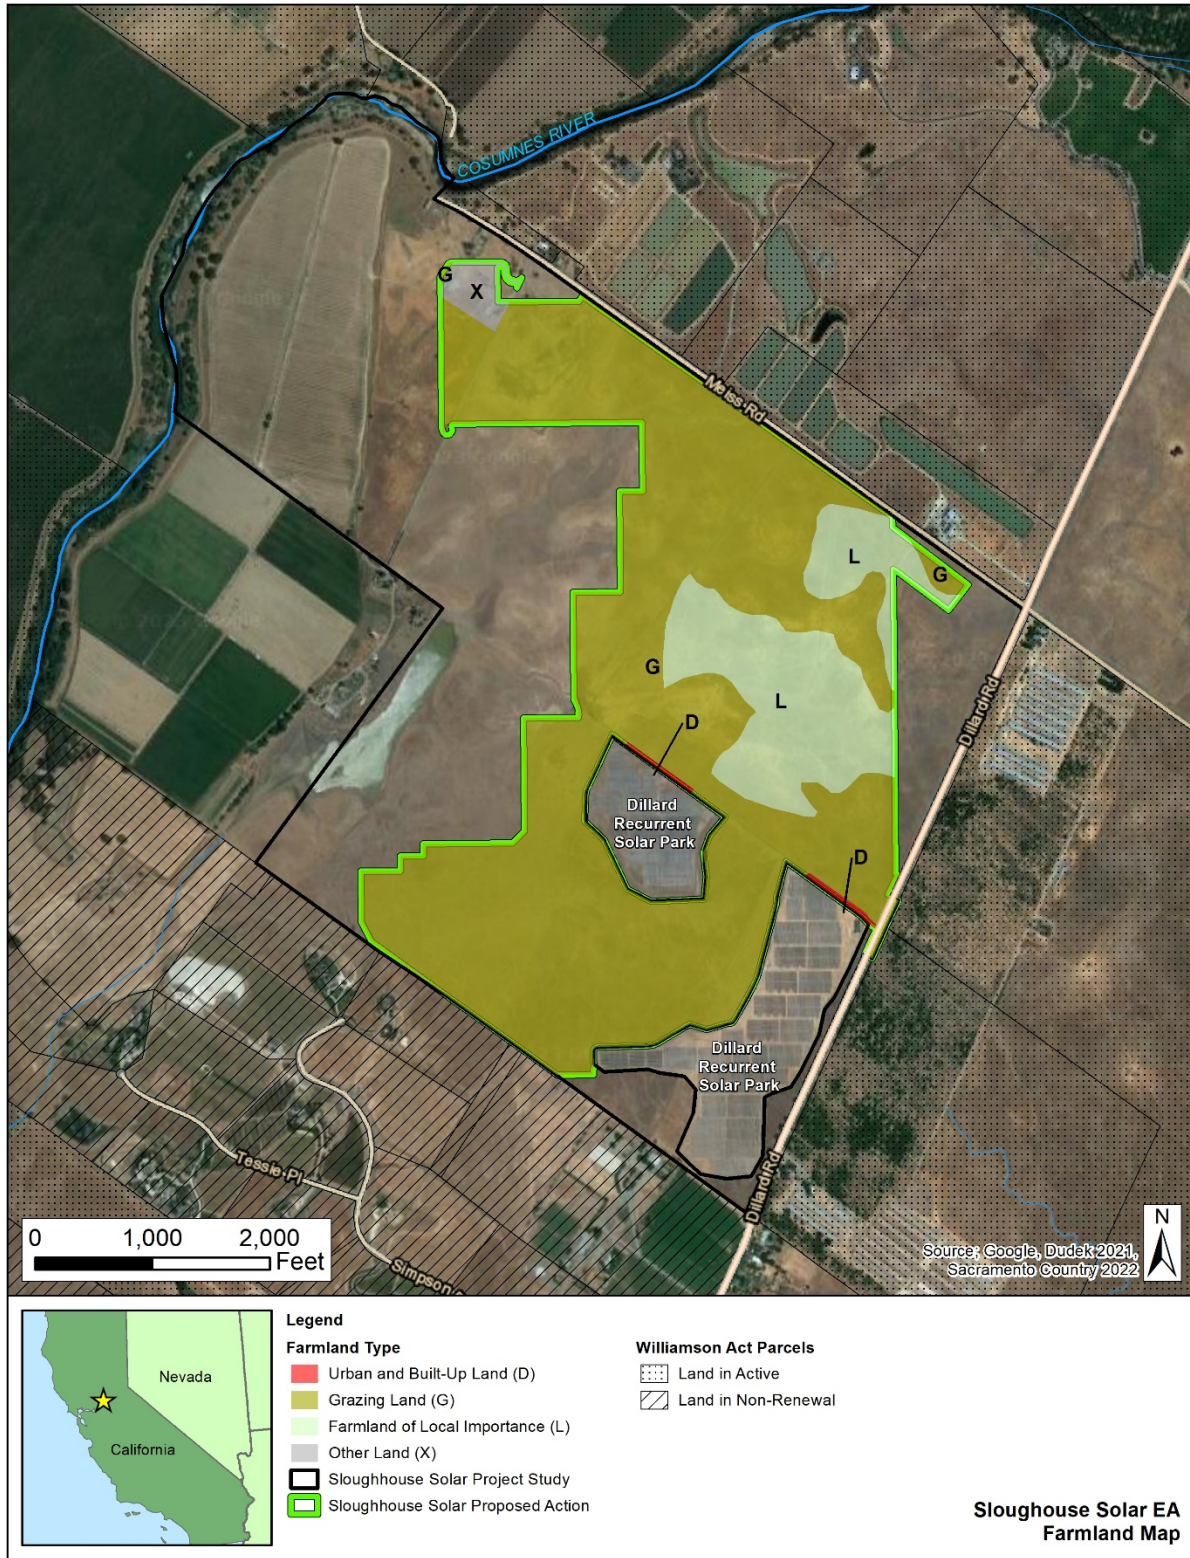 COSUMNES RIVER
G
X
Meiss Rd
L
G
G
L
Dillard Rd
D
Dillard
Recurrent
Solar Park
D
Dillard
Recurrent
Solar Park
Tessie Pl
Dillard Rd
Simpson
0 1,000 2,000
Feet
N
Source: Google, Dudek 2021,
Sacramento Country 2022
Nevada
California
Legend
Farmland Type
Urban and Built-Up Land (D)
Grazing Land (G)
Farmland of Local Importance (L)
Other Land (X)
Sloughhouse Solar Project Study
Sloughhouse Solar Proposed Action
Williamson Act Parcels
Land in Active
Land in Non-Renewal
Sloughouse Solar EA
Farmland Map